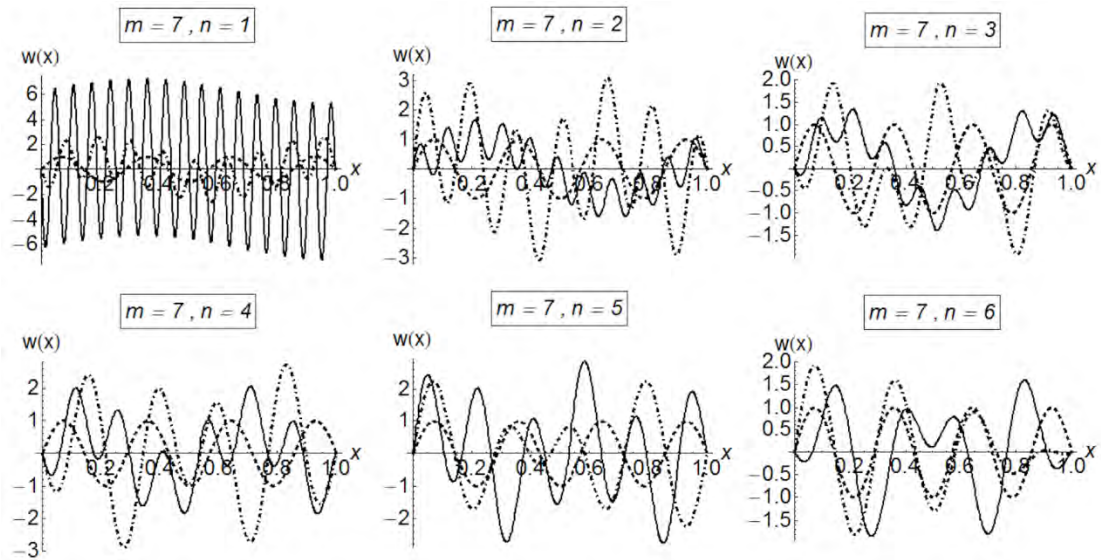 m = 7 , n = 1
m = 7 , n = 2
m = 7 , n = 3
w(x)
6
4
2
-2
-4
-6
0.2 0.4 0.6 0.8 1.0
x
w(x)
3
2
1
-1
-2
-3
0.2 0.4 0.6 0.8 1.0
x
w(x)
2.0
1.5
1.0
0.5
-0.5
-1.0
-1.5
0.2 0.4 0.6 0.8 1.0
x
m = 7 , n = 4
m = 7 , n = 5
m = 7 , n = 6
w(x)
2
1
-1
-2
-3
0.2 0.4 0.6 0.8 1.0
x
w(x)
2
1
-1
-2
0.2 0.4 0.6 0.8 1.0
x
w(x)
2.0
1.5
1.0
0.5
-0.5
-1.0
-1.5
0.2 0.4 0.6 0.8 1.0
x